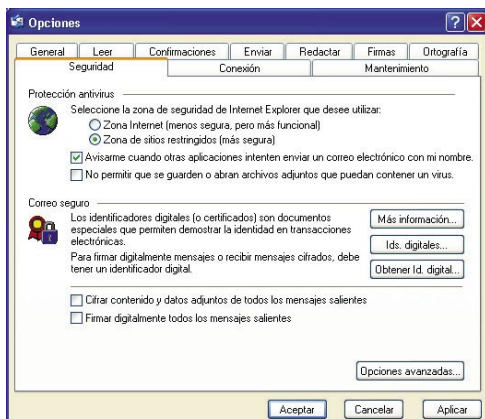 Opciones
General Leer Confirmaciones Enviar Redactar Firmas Ortografía
Seguridad Conexión Mantenimiento
Protección antivirus
Seleccione la zona de seguridad de Internet Explorer que desee utilizar:
Zona Internet (menos segura, pero más funcional)
Zona de sitios restringidos (más segura)
Avisarme cuando otras aplicaciones intenten enviar un correo electrónico con mi nombre.
No permitir que se guarden o abran archivos adjuntos que puedan contener un virus.
Correo seguro
Los identificadores digitales (o certificados) son documentos
especiales que permiten demostrar la identidad en transacciones
electrónicas.
Más información...
Ids. digitales...
Para firmar digitalmente mensajes o recibir mensajes cifrados, debe
tener un identificador digital.
Obtener Id. digital...
Cifrar contenido y datos adjuntos de todos los mensajes salientes
Firmar digitalmente todos los mensajes salientes
Opciones avanzadas...
Aceptar Cancelar Aplicar